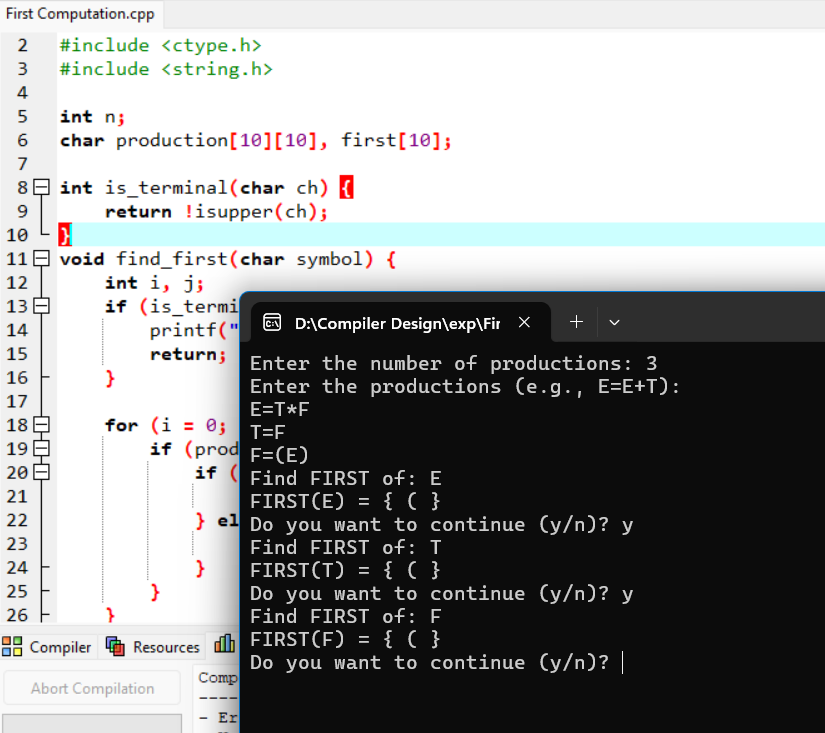 First Computation.cpp
2 #include <ctype.h>
3 #include <string.h>
4
5 int n;
6 char production[10][10], first[10];
7
8 int is_terminal(char ch) {
9 return !isupper(ch);
10 }
11 void find_first(char symbol) {
12 int i, j;
13 if (is_termi
14 printf("
15 return;
16 }
17
18 for (i = 0;
19 if (prod
20 if (
21
22 } el
23
24 }
25 }
26 }
Compiler Resources
Abort Compilation
Comp
- Er
D:\Compiler Design\exp\Fir
Enter the number of productions: 3
Enter the productions (e.g., E=E+T):
E=T*F
T=F
F=(E)
Find FIRST of: E
FIRST(E) = { ( }
Do you want to continue (y/n)? y
Find FIRST of: T
FIRST(T) = { ( }
Do you want to continue (y/n)? y
Find FIRST of: F
FIRST(F) = { ( }
Do you want to continue (y/n)?